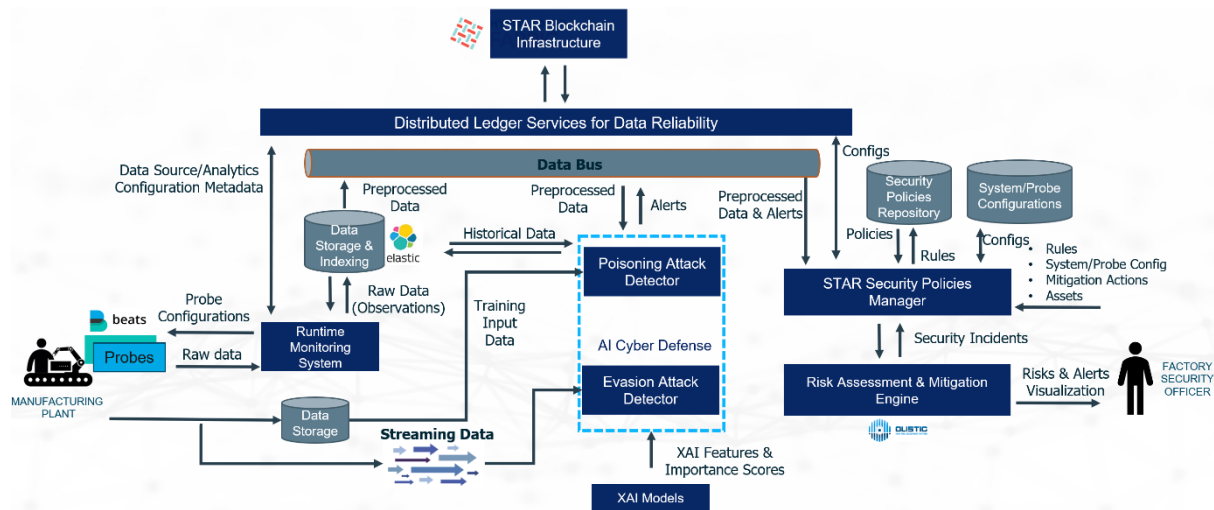 STAR Blockchain
Infrastructure
Distributed Ledger Services for Data Reliability
Data Bus
Data Source/Analytics
Configuration Metadata
Preprocessed
Data
Preprocessed
Data
Alerts
Preprocessed
Data & Alerts
Configs
Security
Policies
Repository
System/Probe
Configurations
Data
Storage &
Indexing
elastic
Historical Data
Policies
Rules
Configs
• Rules
• System/Probe Config
• Mitigation Actions
• Assets
Poisoning Attack
Detector
STAR Security Policies
Manager
Raw Data
(Observations)
Training
Input
Data
Probe
Configurations
beats
Probes
Raw data
Runtime
Monitoring
System
AI Cyber Defense
Security Incidents
Evasion Attack
Detector
Risk Assessment & Mitigation
Engine
Risks & Alerts
Visualization
FACTORY
SECURITY
OFFICER
MANUFACTURING
PLANT
Data
Storage
Streaming Data
OLISTIC
XAI Features &
Importance Scores
XAI Models